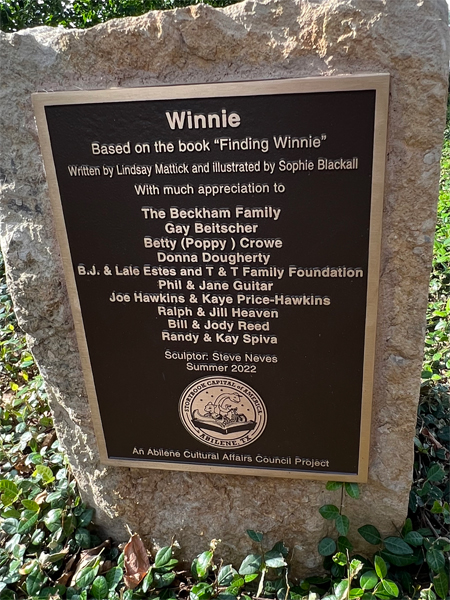 Winnie
Based on the book "Finding Winnie"
Written by Lindsay Mattick and illustrated by Sophie Blackall
With much appreciation to
The Beckham Family
Gay Beitscher
Betty (Poppy ) Crowe
Donna Dougherty
B.J. & Lale Estes and T & T Family Foundation
Phil & Jane Guitar
Joe Hawkins & Kaye Price-Hawkins
Ralph & Jill Heaven
Bill & Jody Reed
Randy & Kay Spiva
Sculptor: Steve Neves
Summer 2022
STORYBOOK CAPITAL of AMERICA
ABILENE, TX
An Abilene Cultural Affairs Council Project